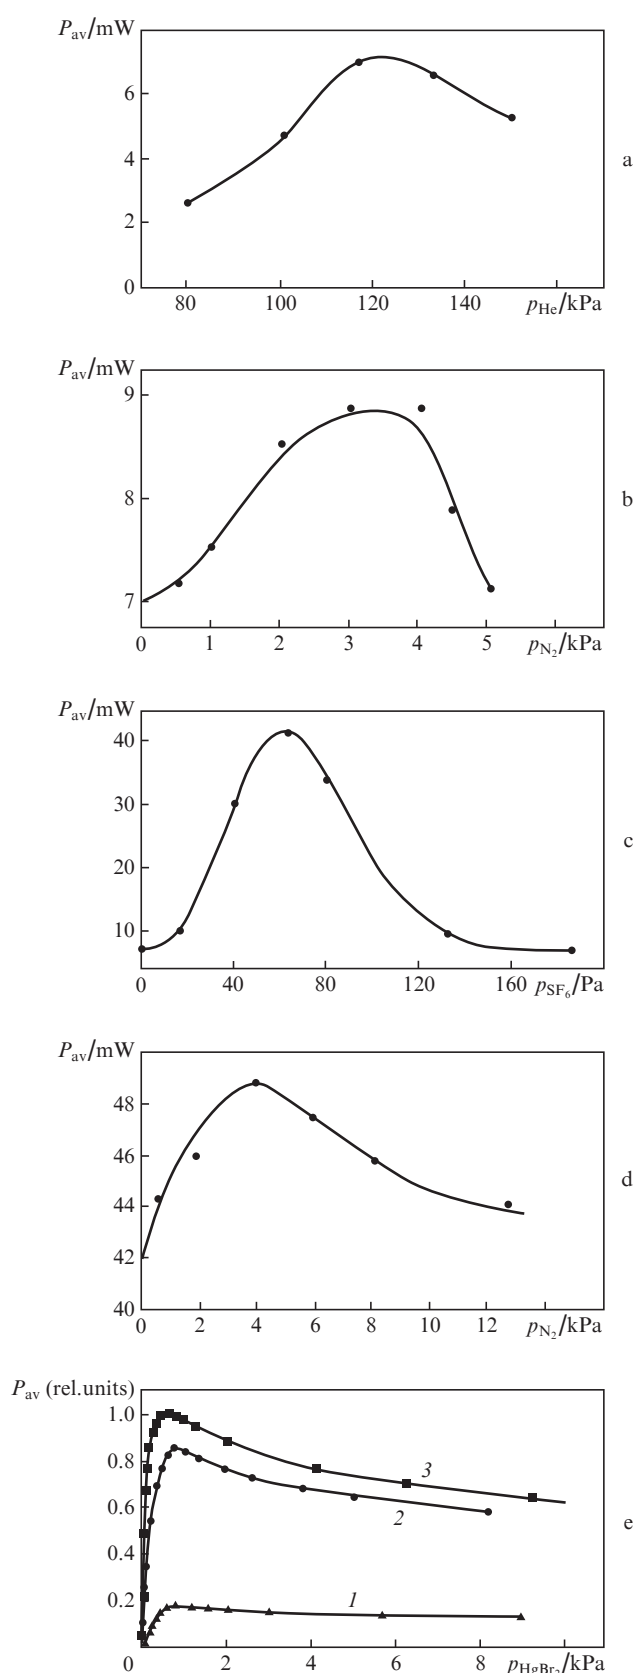 P_av/mW
6
4
2
0
80 100 120 140 p_He/kPa
a
P_av/mW
9
8
7
0 1 2 3 4 5 p_N2/kPa
b
P_av/mW
40
30
20
10
0 40 80 120 160 p_SF6/Pa
c
P_av/mW
48
46
44
42
40
0 2 4 6 8 10 12 p_N2/kPa
d
P_av (rel.units)
1.0
0.8
0.6
0.4
0.2
3
2
1
0 2 4 6 8 p_HgBr2/kPa
e